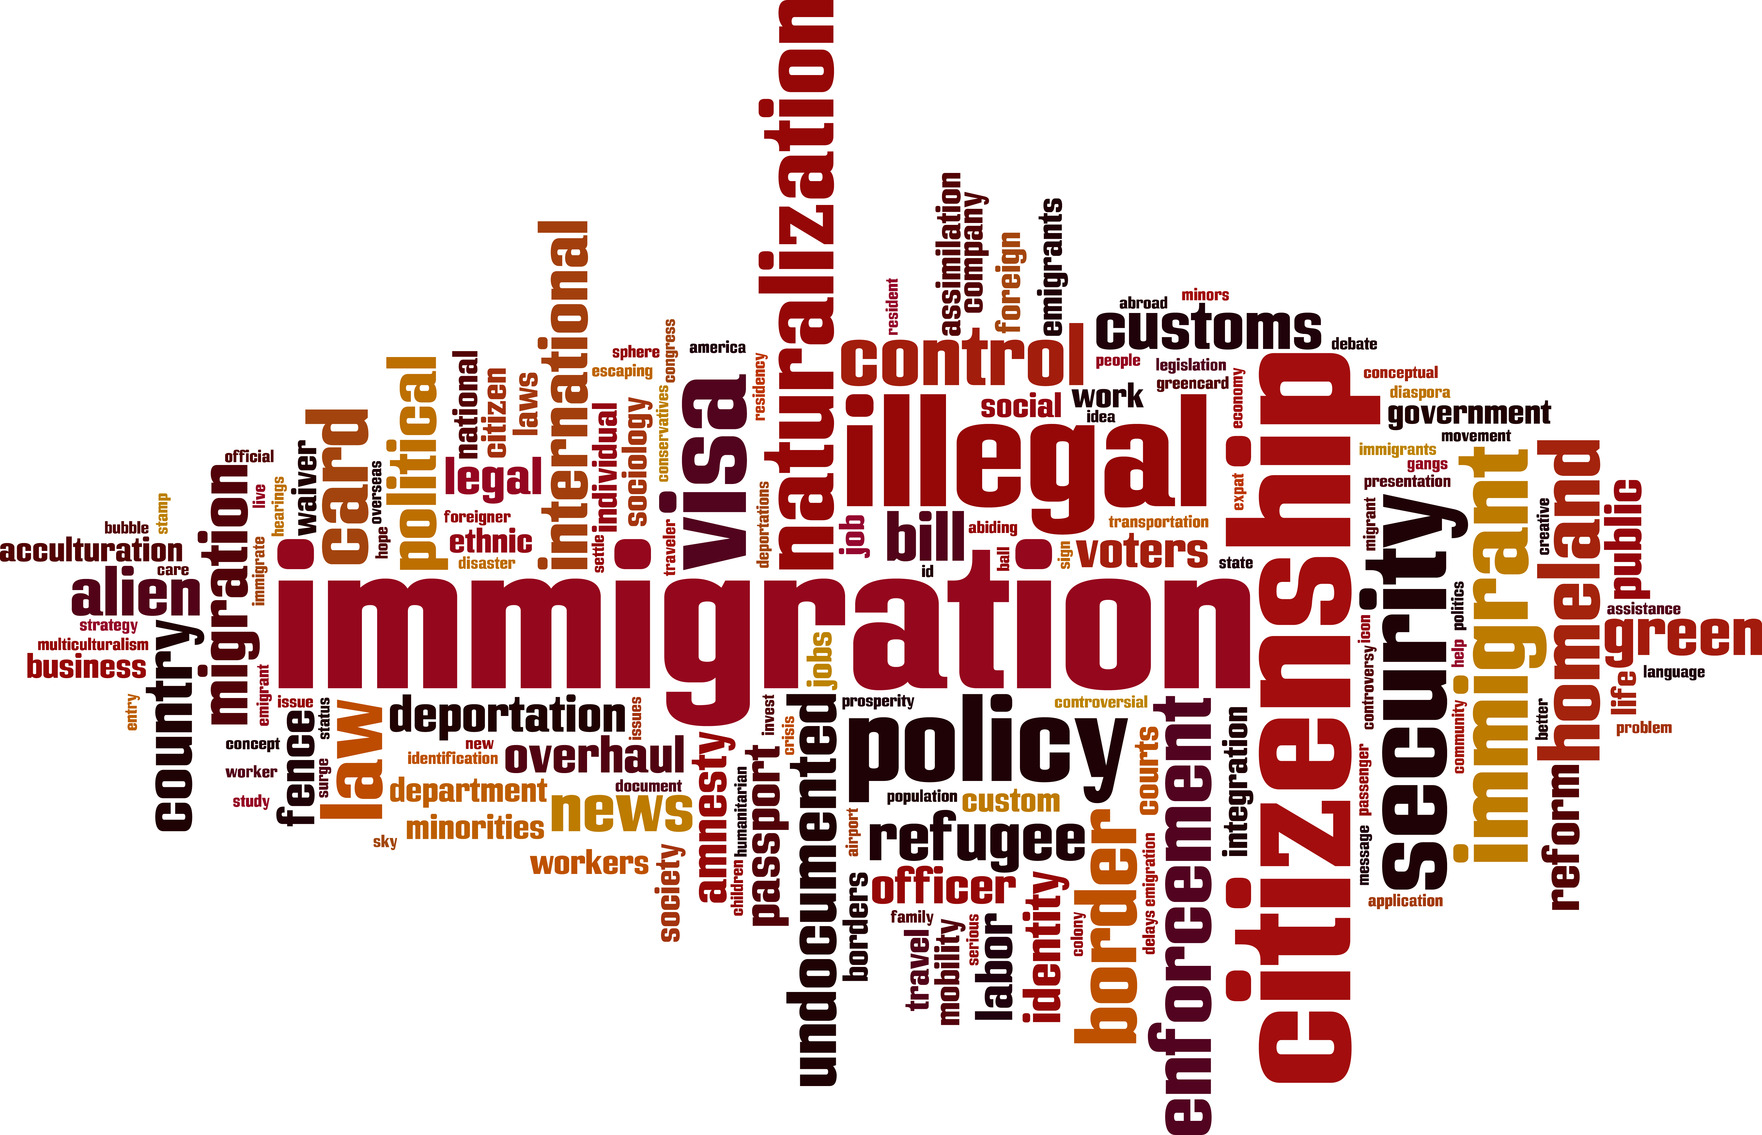 naturalization
assimilation
company
foreign
emigrants
resident
international
abroad
minors
customs
debate
control
people
legislation
greencard
economy
work
idea
social
illegal
sphere
congress
america
escaping
residency
visa
conservatives
sociology
individual
national
citizen
laws
political
legal
foreigner
ethnic
disaster
settle
traveler
deportations
card
waiver
overseas
hope
official
live
hearings
migration
immigrate
stamp
bubble
acculturation
care
alien
strategy
multiculturalism
business
country
entry
emigrant
job
bill
id
abiding
ball
sign
transportation
voters
state
expat
citizenship
conceptual
diaspora
government
movement
immigrants
gangs
presentation
migrant
security
immigrant
homeland
creative
public
politics
icon
controversy
help
community
assistance
green
language
life
problem
better
reform
immigration
jobs
issue
status
fence
surge
law
concept
worker
study
sky
deportation
issues
new
identification
overhaul
document
department
news
minorities
workers
society
amnesty
children
humanitarian
passport
invest
crisis
undocumented
prosperity
policy
controversial
population
custom
courts
airport
refugee
officer
borders
family
travel
mobility
serious
labor
identity
colony
border
emigration
delays
enforcement
integration
passenger
message
application